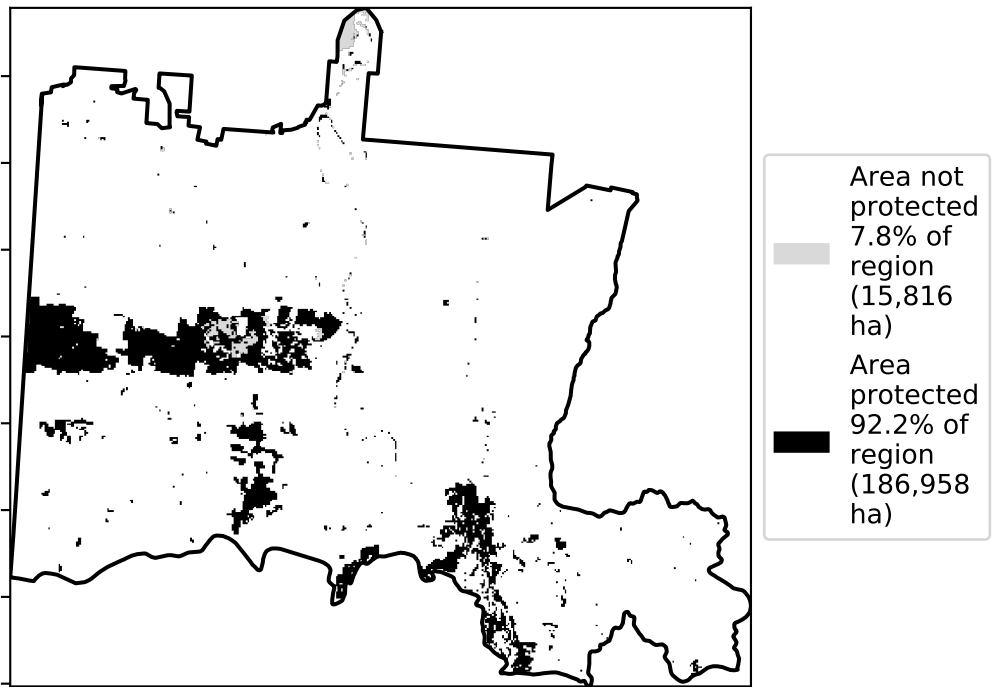 Area not
protected
7.8% of
region
(15,816
ha)
Area
protected
92.2% of
region
(186,958
ha)